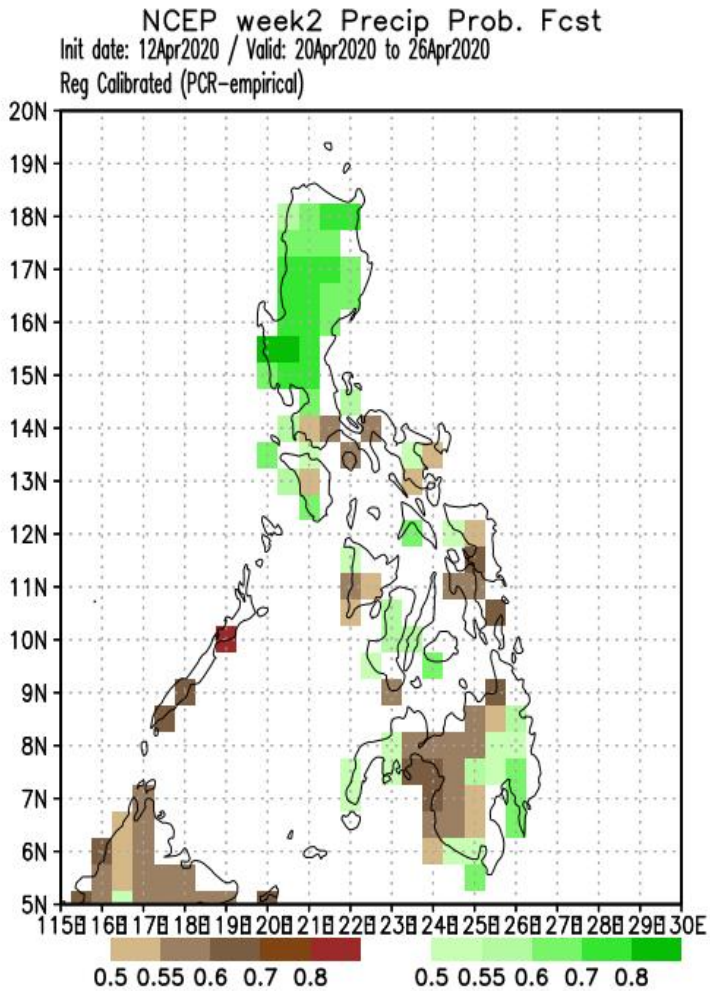 NCEP week2 Precip Prob. Fcst
Init date: 12Apr2020 / Valid: 20Apr2020 to 26Apr2020
Reg Calibrated (PCR-empirical)
20N
19N
18N
17N
16N
15N
14N
13N
12N
11N
10N
9N
8N
7N
6N
5N
115E 116E 117E 118E 119E 120E 121E 122E 123E 124E 125E 126E 127E 128E 129E 130E
0.5 0.55 0.6 0.7 0.8 0.5 0.55 0.6 0.7 0.8